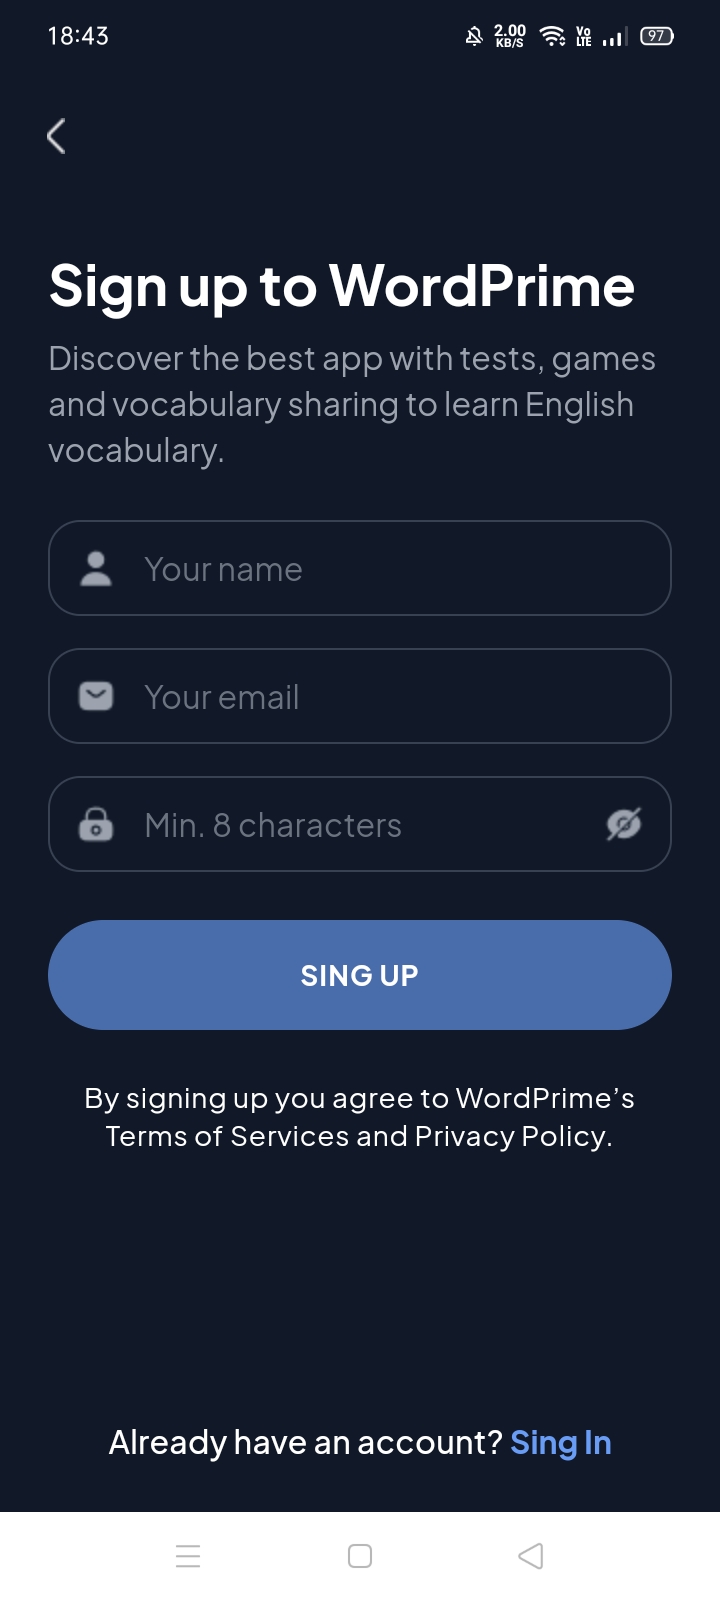 18:43
2.00
KB/S
Vo
LTE
97
Sign up to WordPrime
Discover the best app with tests, games
and vocabulary sharing to learn English
vocabulary.
Your name
Your email
Min. 8 characters
SING UP
By signing up you agree to WordPrime’s
Terms of Services and Privacy Policy.
Already have an account? Sing In